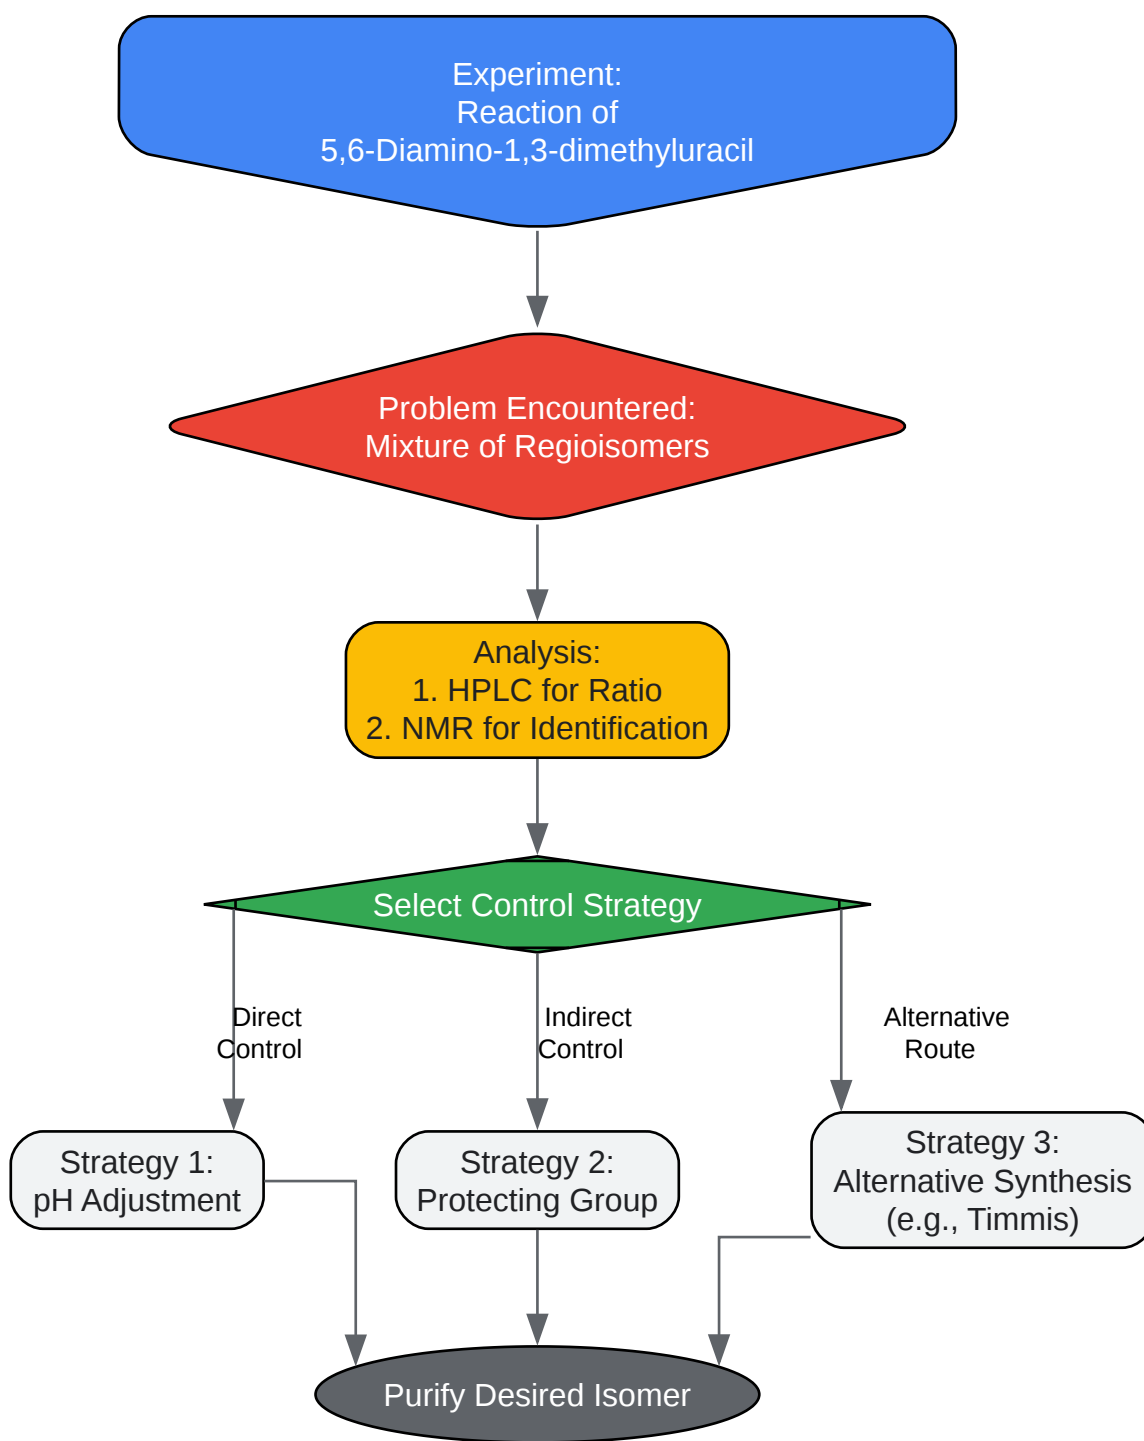 Experiment:
Reaction of
5,6-Diamino-1,3-dimethyluracil
Problem Encountered:
Mixture of Regioisomers
Analysis:
1. HPLC for Ratio
2. NMR for Identification
Select Control Strategy
Direct
Control
Indirect
Control
Alternative
Route
Strategy 1:
pH Adjustment
Strategy 2:
Protecting Group
Strategy 3:
Alternative Synthesis
(e.g., Timmis)
Purify Desired Isomer